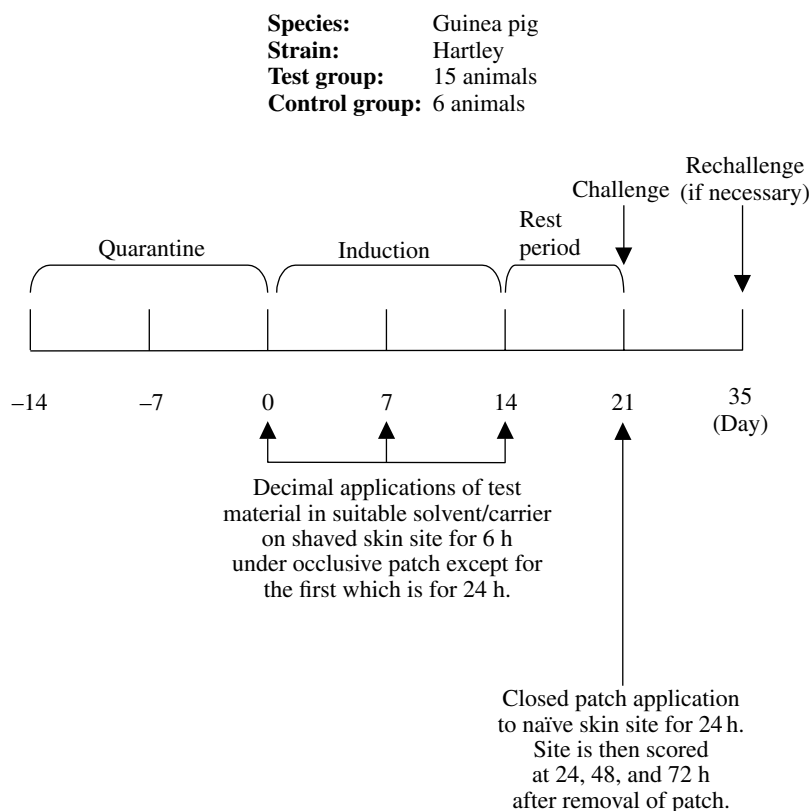 Species: Guinea pig
Strain: Hartley
Test group: 15 animals
Control group: 6 animals
Rechallenge
(if necessary)
Challenge
Rest
period
Quarantine
Induction
–14 –7 0 7 14 21 35
(Day)
Decimal applications of test
material in suitable solvent/carrier
on shaved skin site for 6 h
under occlusive patch except for
the first which is for 24 h.
Closed patch application
to naïve skin site for 24 h.
Site is then scored
at 24, 48, and 72 h
after removal of patch.